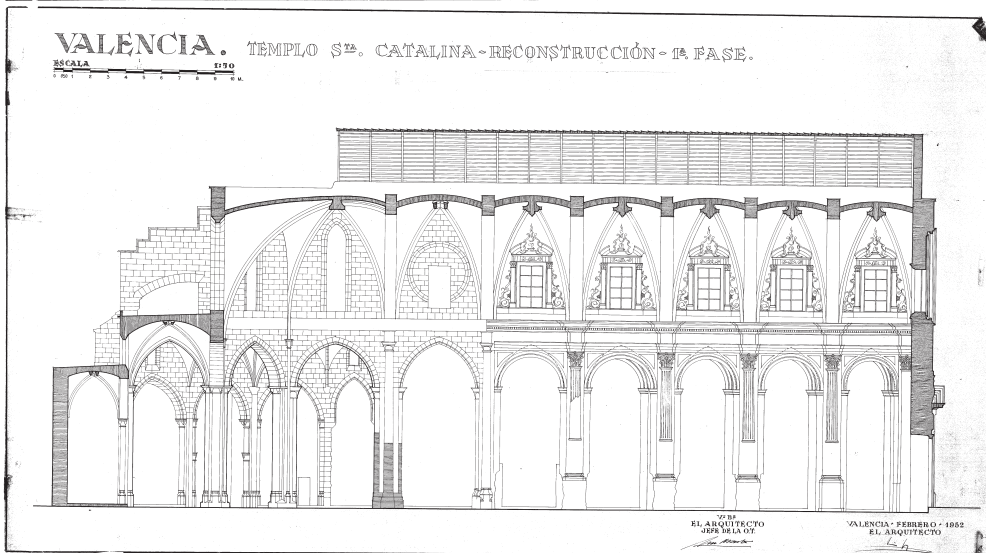 VALENCIA. TEMPLO STA. CATALINA-RECONSTRUCCIÓN-1ª FASE.
ESCALA 1:50
0 0'50 1 2 3 4 5 6 7 8 9 10 M.
Vº Bº
EL ARQUITECTO
JEFE DE LA O.T.
VALENCIA - FEBRERO - 1952
EL ARQUITECTO